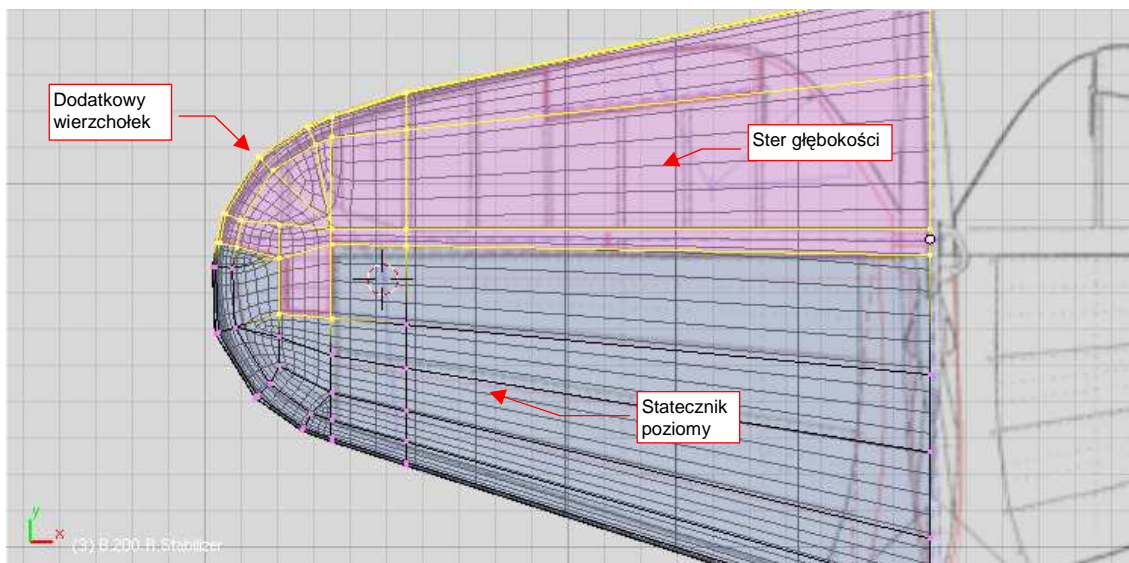 Dodatkowy
wierzchołek
Ster głębokości
Statecznik
poziomy
y
x
(3) B.200.R.Stabilizer